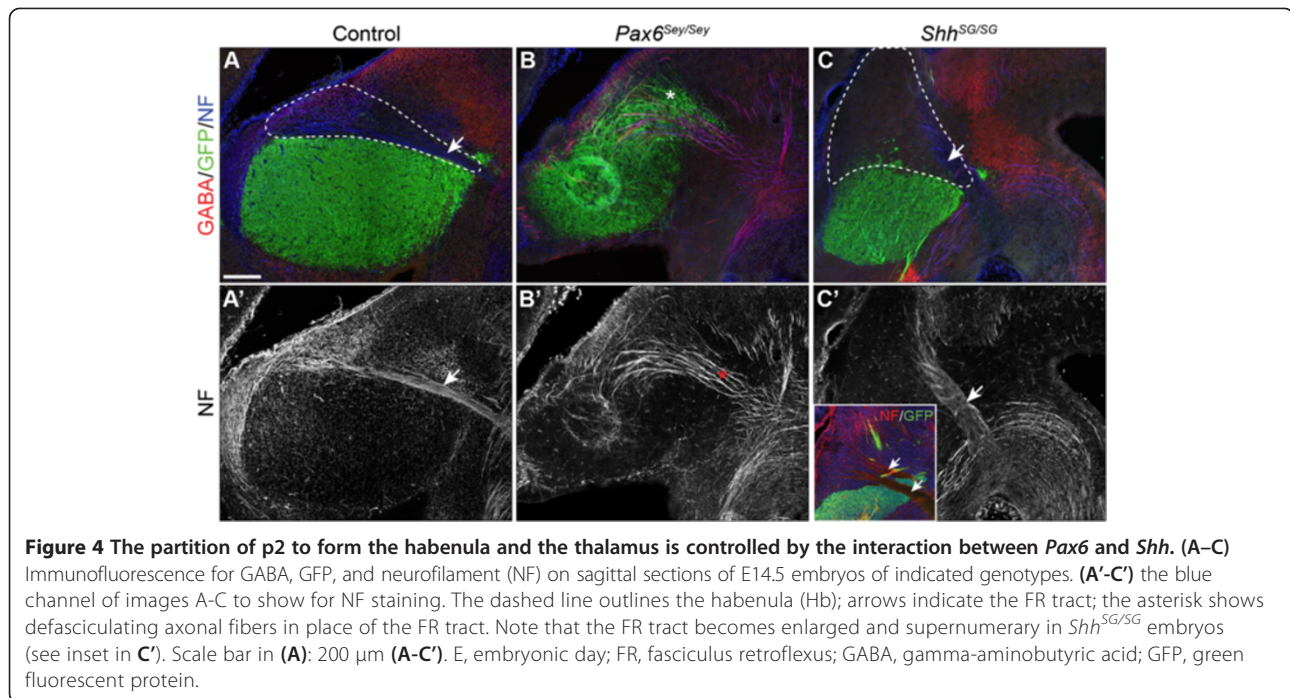 Control Pax6Sey/Sey ShhSG/SG
A B C
GABA/GFP/NF
*
A' B' C'
NF
*
NF/GFP
Figure 4 The partition of p2 to form the habenula and the thalamus is controlled by the interaction between Pax6 and Shh. (A–C)
Immunofluorescence for GABA, GFP, and neurofilament (NF) on sagittal sections of E14.5 embryos of indicated genotypes. (A'-C') the blue
channel of images A-C to show for NF staining. The dashed line outlines the habenula (Hb); arrows indicate the FR tract; the asterisk shows
defasciculating axonal fibers in place of the FR tract. Note that the FR tract becomes enlarged and supernumerary in ShhSG/SG embryos
(see inset in C'). Scale bar in (A): 200 μm (A-C'). E, embryonic day; FR, fasciculus retroflexus; GABA, gamma-aminobutyric acid; GFP, green
fluorescent protein.